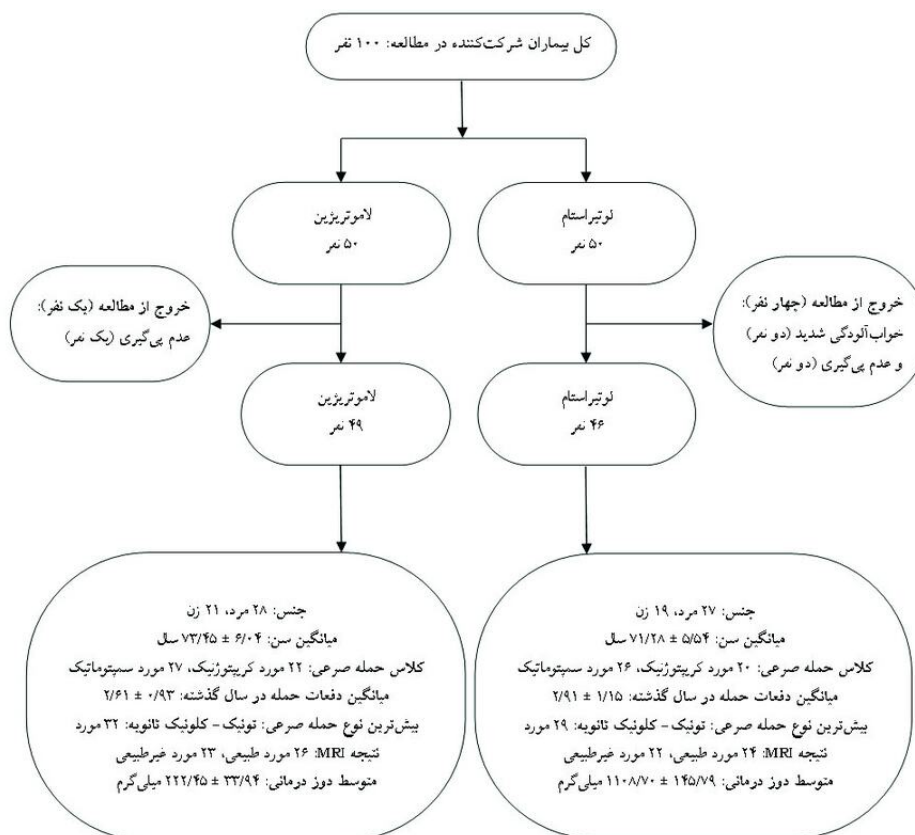 کل بیماران شرکت‌کننده در مطالعه: ۱۰۰ نفر
لوتیراستام
۵۰ نفر
لاموتریژین
۵۰ نفر
خروج از مطالعه (چهار نفر):
خواب‌آلودگی شدید (دو نفر)
و عدم پی‌گیری (دو نفر)
خروج از مطالعه (یک نفر):
عدم پی‌گیری (یک نفر)
لوتیراستام
۴۶ نفر
لاموتریژین
۴۹ نفر
جنس: ۲۷ مرد، ۱۹ زن
میانگین سن: ۵/۵۴ ± ۷۱/۲۸ سال
کلاس حمله صرعی: ۲۰ مورد کریپتوژنیک، ۲۶ مورد سمپتوماتیک
میانگین دفعات حمله در سال گذشته: ۱/۱۵ ± ۲/۹۱
بیش‌ترین نوع حمله صرعی: تونیک - کلونیک ثانویه: ۲۹ مورد
نتیجه MRI: ۲۴ مورد طبیعی، ۲۲ مورد غیرطبیعی
متوسط دوز درمانی: ۱۴۵/۷۹ ± ۱۱۰۸/۷۰ میلی‌گرم
جنس: ۲۸ مرد، ۲۱ زن
میانگین سن: ۶/۰۴ ± ۷۳/۴۵ سال
کلاس حمله صرعی: ۲۲ مورد کریپتوژنیک، ۲۷ مورد سمپتوماتیک
میانگین دفعات حمله در سال گذشته: ۰/۹۳ ± ۲/۶۱
بیش‌ترین نوع حمله صرعی: تونیک - کلونیک ثانویه: ۳۲ مورد
نتیجه MRI: ۲۶ مورد طبیعی، ۲۳ مورد غیرطبیعی
متوسط دوز درمانی: ۳۳/۹۴ ± ۲۲۲/۴۵ میلی‌گرم